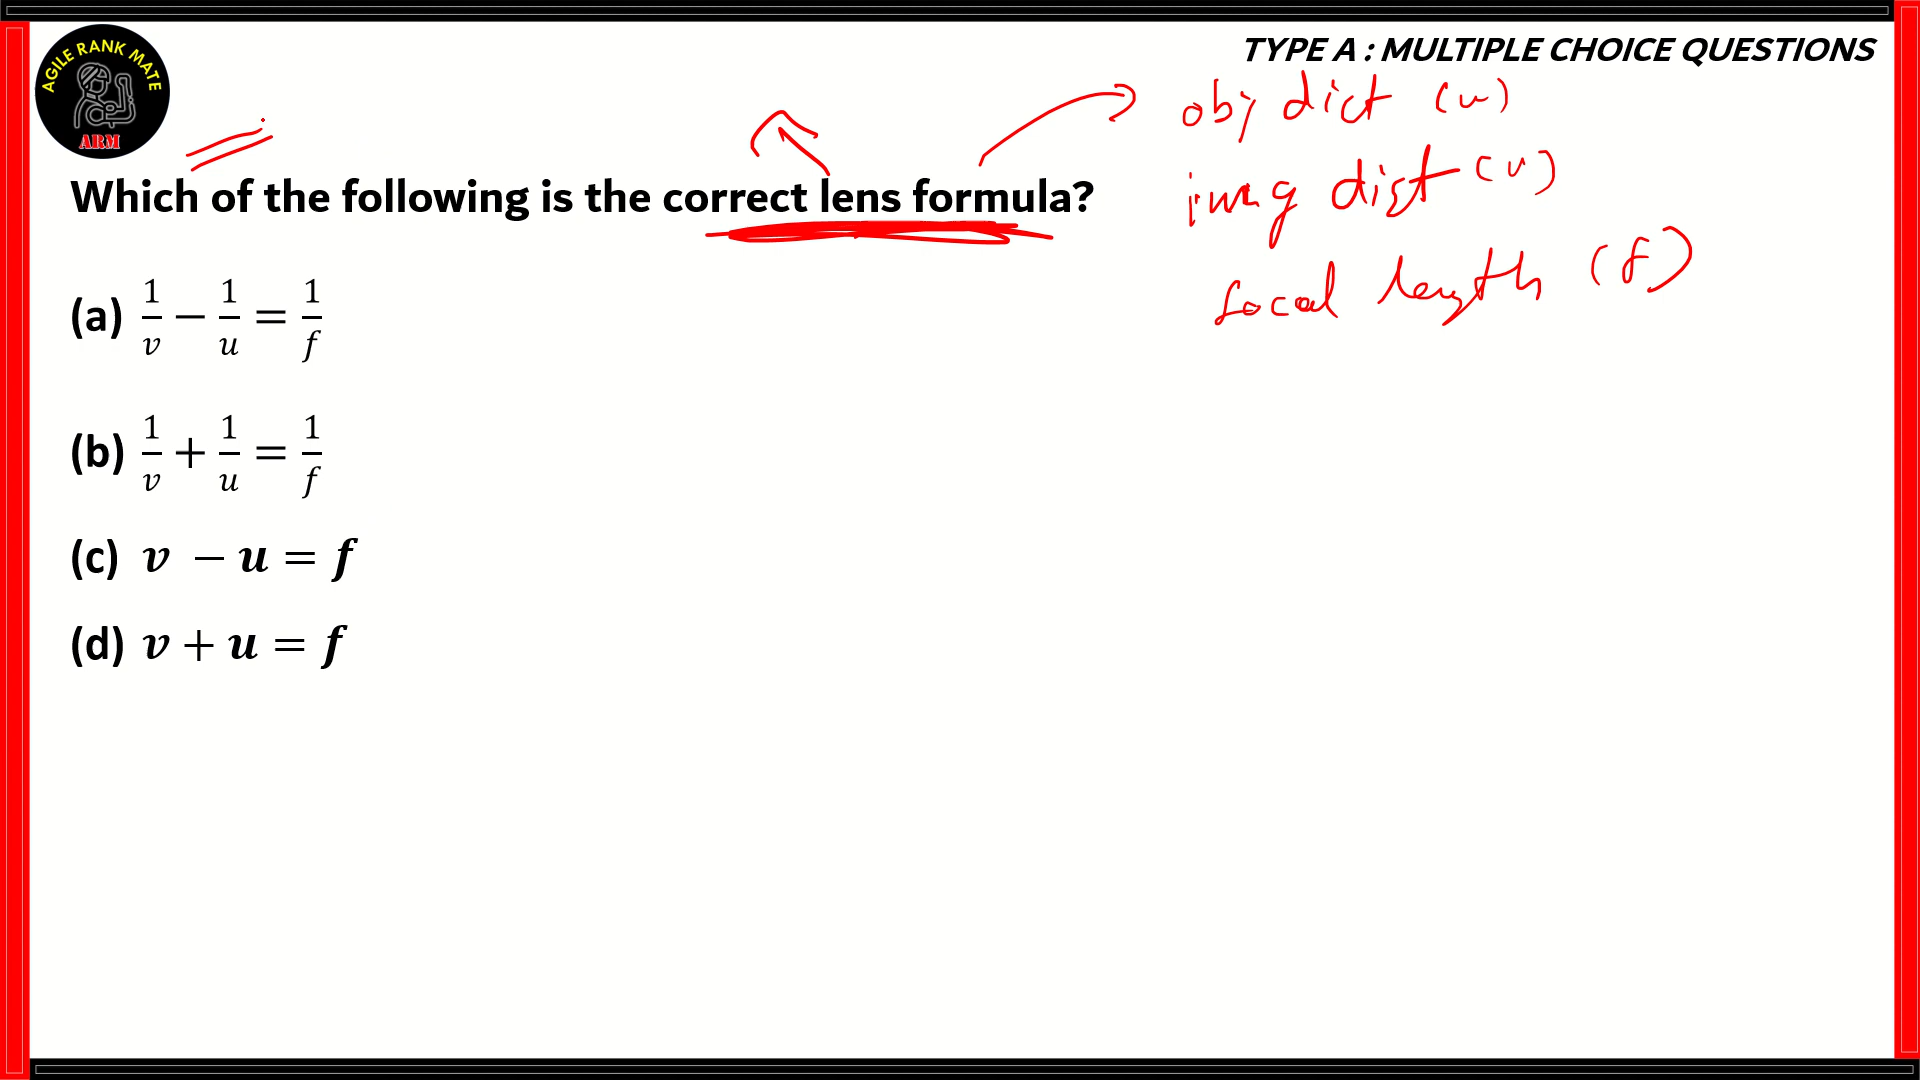 AGILE RANK MATE
ARM
TYPE A : MULTIPLE CHOICE QUESTIONS
obj dist (u)
img dist (v)
focal length (f)
Which of the following is the correct lens formula?
(a) 1/v − 1/u = 1/f
(b) 1/v + 1/u = 1/f
(c) v − u = f
(d) v + u = f